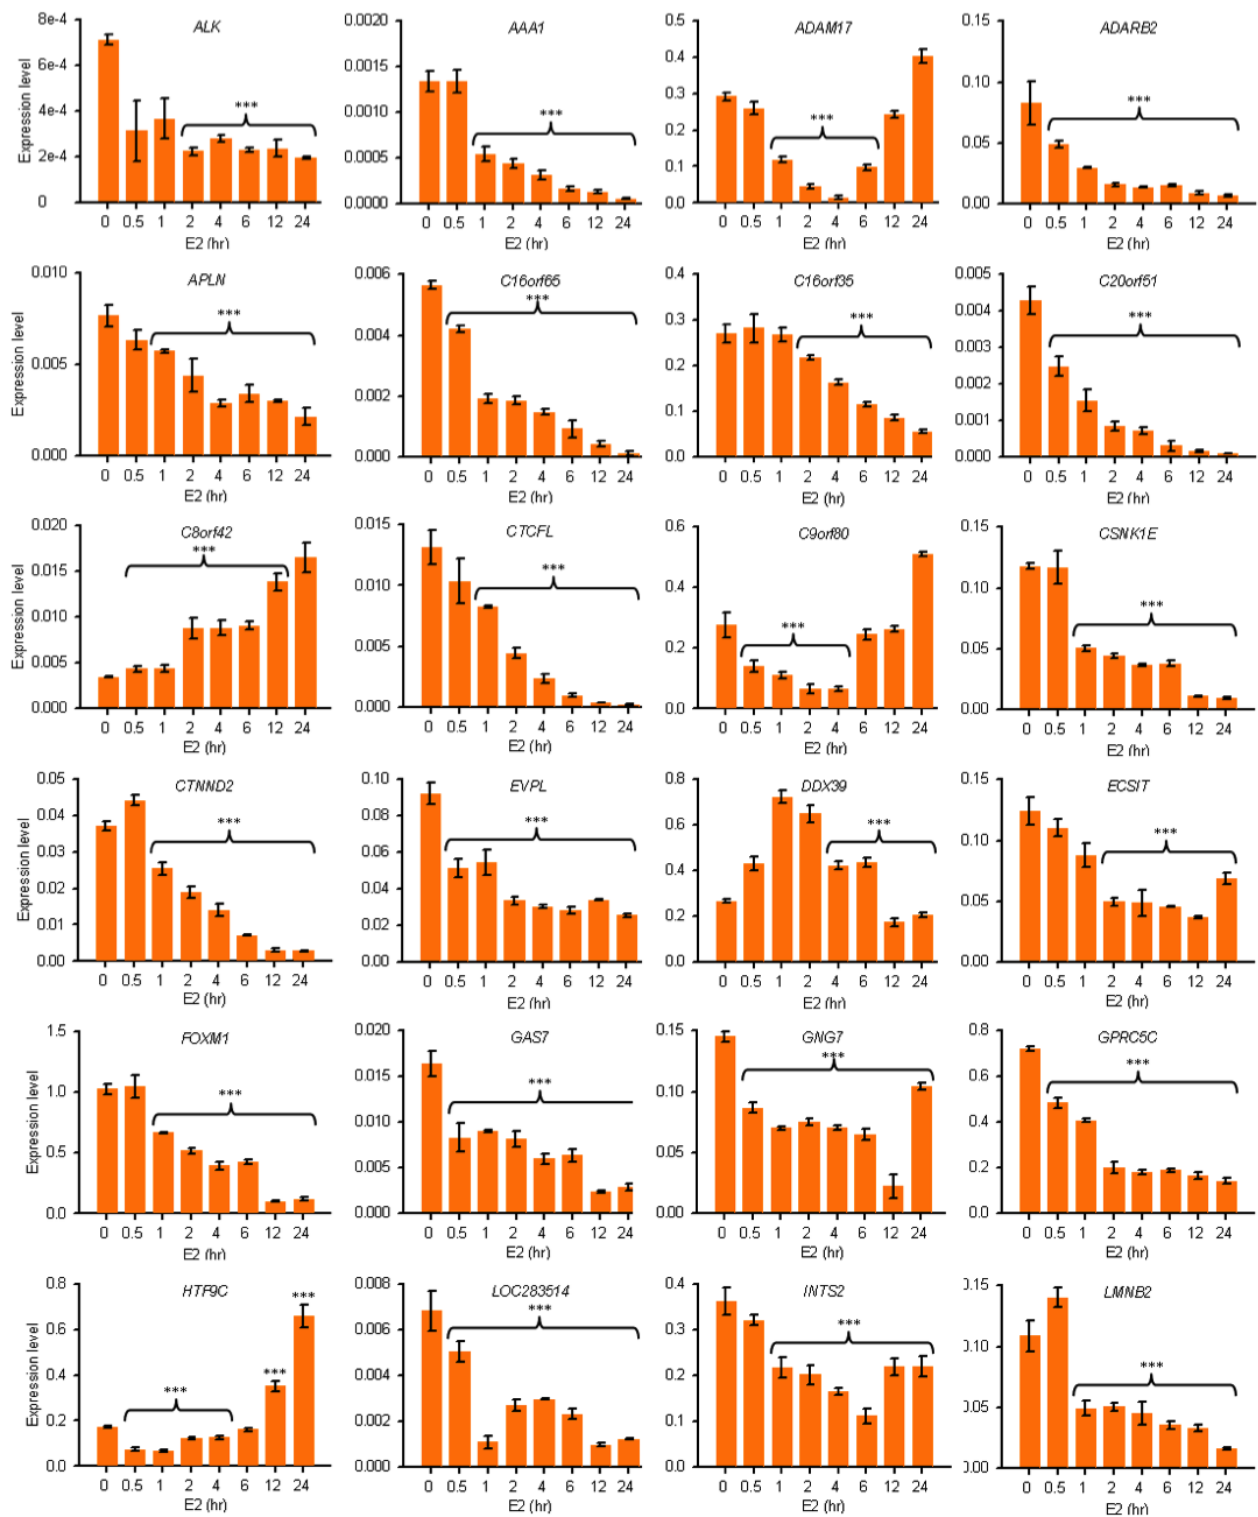 ALK
Expression level
8e-4
6e-4
4e-4
2e-4
0
***
0 0.5 1 2 4 6 12 24
E2 (hr)
AAA1
0.0020
0.0015
0.0010
0.0005
0.0000
***
0 0.5 1 2 4 6 12 24
E2 (hr)
ADAM17
0.5
0.4
0.3
0.2
0.1
0.0
***
0 0.5 1 2 4 6 12 24
E2 (hr)
ADARB2
0.15
0.10
0.05
0.00
***
0 0.5 1 2 4 6 12 24
E2 (hr)
APLN
Expression level
0.010
0.005
0.000
***
0 0.5 1 2 4 6 12 24
E2 (hr)
C16orf65
0.006
0.004
0.002
0.000
***
0 0.5 1 2 4 6 12 24
E2 (hr)
C16orf35
0.4
0.3
0.2
0.1
0.0
***
0 0.5 1 2 4 6 12 24
E2 (hr)
C20orf51
0.005
0.004
0.003
0.002
0.001
0.000
***
0 0.5 1 2 4 6 12 24
E2 (hr)
C8orf42
Expression level
0.020
0.015
0.010
0.005
0.000
***
0 0.5 1 2 4 6 12 24
E2 (hr)
CTCFL
0.015
0.010
0.005
0.000
***
0 0.5 1 2 4 6 12 24
E2 (hr)
C9orf80
0.6
0.4
0.2
0.0
***
0 0.5 1 2 4 6 12 24
E2 (hr)
CSNK1E
0.15
0.10
0.05
0.00
***
0 0.5 1 2 4 6 12 24
E2 (hr)
CTNND2
Expression level
0.05
0.04
0.03
0.02
0.01
0.00
***
0 0.5 1 2 4 6 12 24
E2 (hr)
EVPL
0.10
0.08
0.06
0.04
0.02
0.00
***
0 0.5 1 2 4 6 12 24
E2 (hr)
DDX39
0.8
0.6
0.4
0.2
0.0
***
0 0.5 1 2 4 6 12 24
E2 (hr)
ECSIT
0.15
0.10
0.05
0.00
***
0 0.5 1 2 4 6 12 24
E2 (hr)
FOXM1
Expression level
1.5
1.0
0.5
0.0
***
0 0.5 1 2 4 6 12 24
E2 (hr)
GAS7
0.020
0.015
0.010
0.005
0.000
***
0 0.5 1 2 4 6 12 24
E2 (hr)
GNG7
0.15
0.10
0.05
0.00
***
0 0.5 1 2 4 6 12 24
E2 (hr)
GPRC5C
0.8
0.6
0.4
0.2
0.0
***
0 0.5 1 2 4 6 12 24
E2 (hr)
HTF9C
Expression level
0.8
0.6
0.4
0.2
0.0
***
***
***
0 0.5 1 2 4 6 12 24
E2 (hr)
LOC283514
0.008
0.006
0.004
0.002
0.000
***
0 0.5 1 2 4 6 12 24
E2 (hr)
INTS2
0.4
0.3
0.2
0.1
0.0
***
0 0.5 1 2 4 6 12 24
E2 (hr)
LMNB2
0.15
0.10
0.05
0.00
***
0 0.5 1 2 4 6 12 24
E2 (hr)